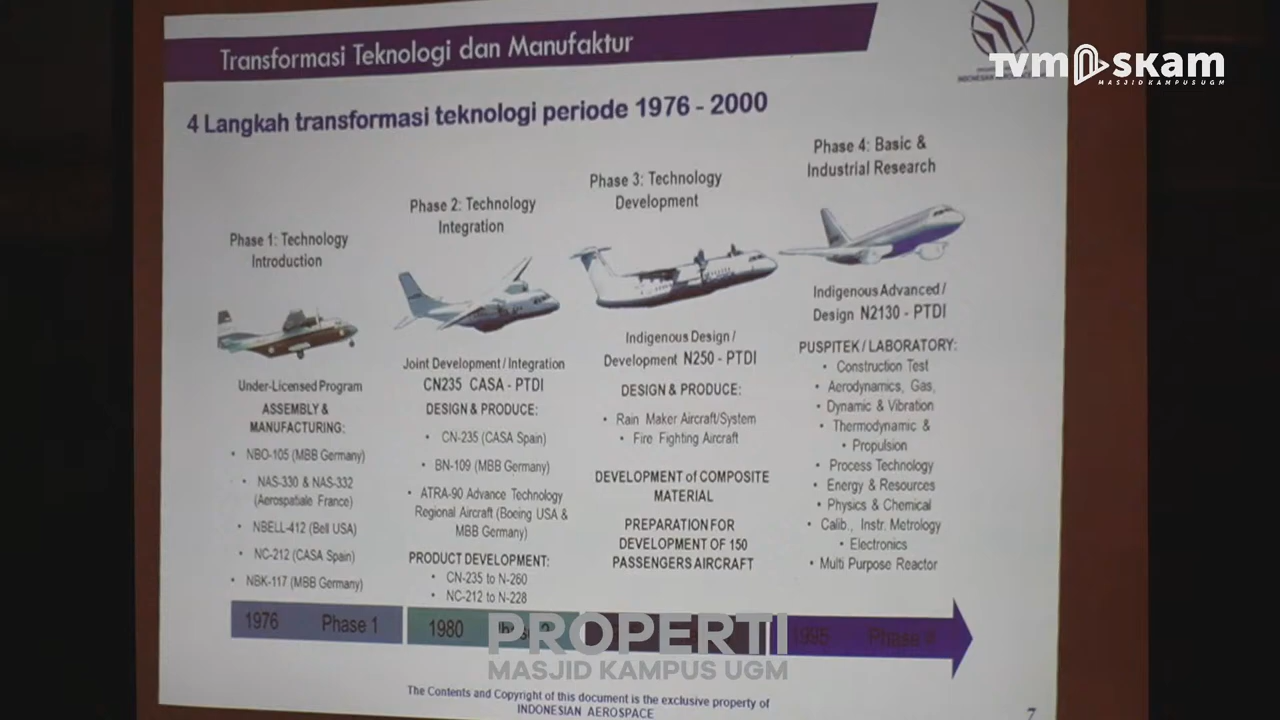 Transformasi Teknologi dan Manufaktur
TVM SKAM
MASJID KAMPUS UGM
4 Langkah transformasi teknologi periode 1976 - 2000
Phase 1: Technology
Introduction
Under-Licensed Program
ASSEMBLY &
MANUFACTURING:
• NBO-105 (MBB Germany)
• NAS-330 & NAS-332
(Aerospatiale France)
• NBELL-412 (Bell USA)
• NC-212 (CASA Spain)
• NBK-117 (MBB Germany)
Phase 2: Technology
Integration
Joint Development / Integration
CN235 CASA - PTDI
DESIGN & PRODUCE:
• CN-235 (CASA Spain)
• BN-109 (MBB Germany)
• ATRA-90 Advance Technology
Regional Aircraft (Boeing USA &
MBB Germany)
PRODUCT DEVELOPMENT:
• CN-235 to N-260
• NC-212 to N-228
Phase 3: Technology
Development
Indigenous Design /
Development N250 - PTDI
DESIGN & PRODUCE:
• Rain Maker Aircraft/System
• Fire Fighting Aircraft
DEVELOPMENT of COMPOSITE
MATERIAL
PREPARATION FOR
DEVELOPMENT OF 150
PASSENGERS AIRCRAFT
Phase 4: Basic &
Industrial Research
Indigenous Advanced /
Design N2130 - PTDI
PUSPITEK / LABORATORY:
• Construction Test
• Aerodynamics, Gas,
• Dynamic & Vibration
• Thermodynamic &
• Propulsion
• Process Technology
• Energy & Resources
• Physics & Chemical
• Calib., Instr. Metrology
• Electronics
• Multi Purpose Reactor
1976 Phase 1
1980
1995 Phase 4
PROPERTI
MASJID KAMPUS UGM
The Contents and Copyright of this document is the exclusive property of
INDONESIAN AEROSPACE
7